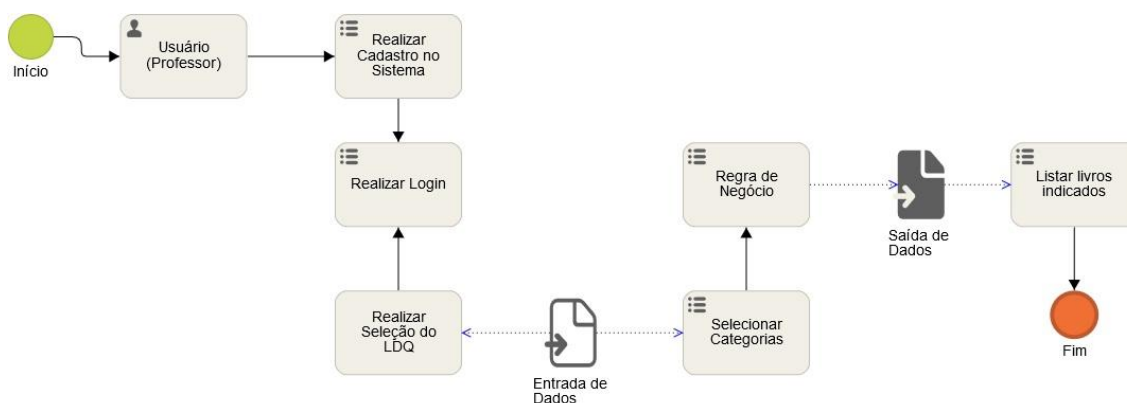 Início
Usuário
(Professor)
Realizar
Cadastro no
Sistema
Realizar Login
Realizar
Seleção do
LDQ
Entrada de
Dados
Selecionar
Categorias
Regra de
Negócio
Saída de
Dados
Listar livros
indicados
Fim